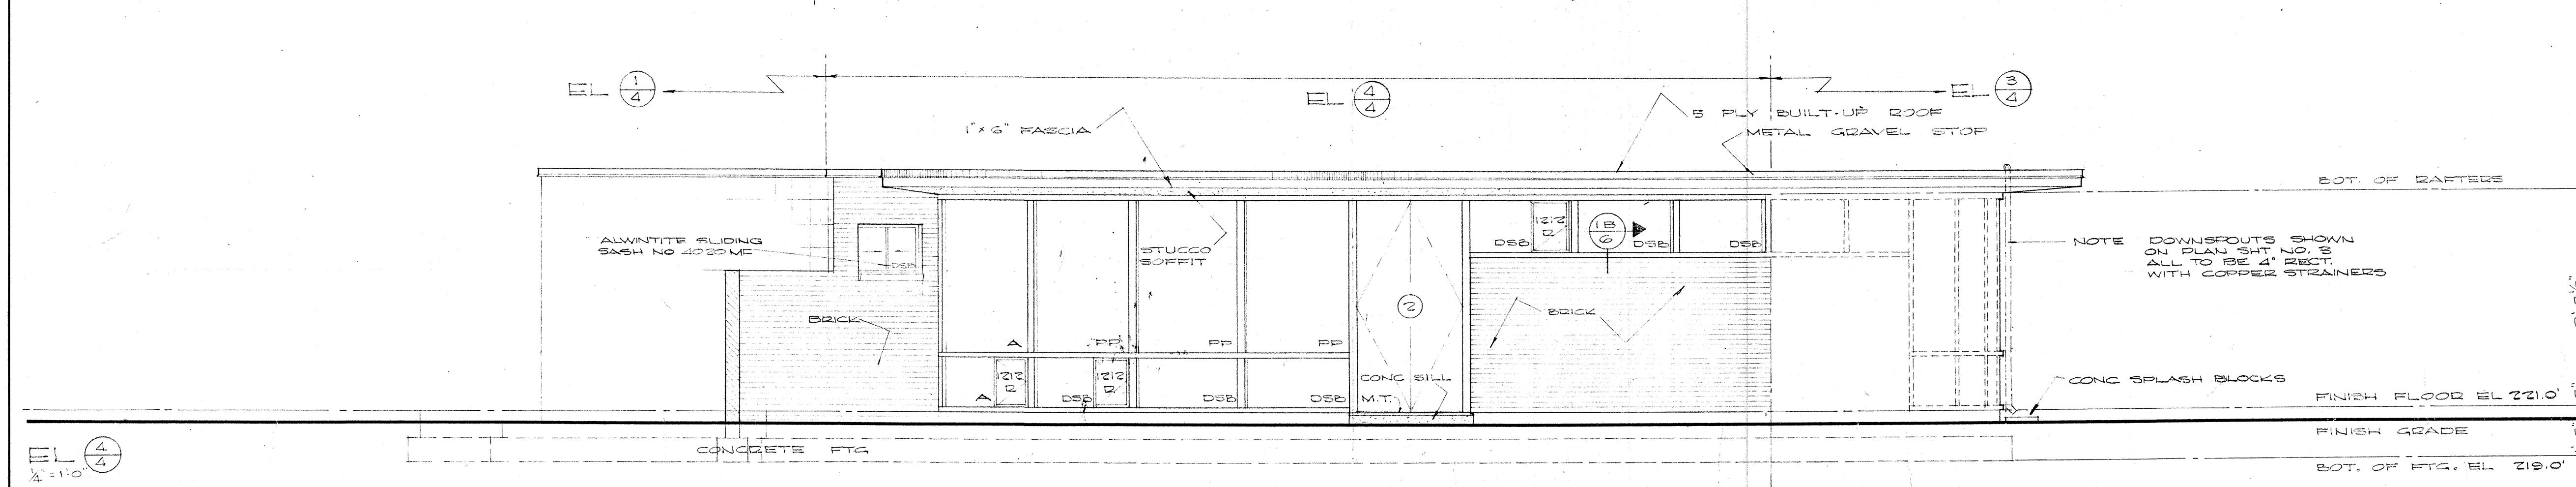 EL 1/4
EL 4/4
EL 3/4
1" x 6" FASCIA
5 PLY BUILT-UP ROOF
METAL GRAVEL STOP
BOT. OF RAFTERS
ALWINTITE SLIDING
SASH NO 4020 MF
DSB
STUCCO
SOFFIT
DSB
1212
R
1B
6
DSB
DSB
NOTE DOWNSPOUTS SHOWN
ON PLAN SHT NO. 3
ALL TO BE 4" RECT.
WITH COPPER STRAINERS
BRICK
2
BRICK
A
PP
PP
PP
1212
R
1212
R
CONC SILL
A
DSB
DSB
DSB
M.T.
CONC SPLASH BLOCKS
FINISH FLOOR EL 221.0'
FINISH GRADE
CONCRETE FTG
EL 4/4
1/4" = 1'-0"
BOT. OF FTG. EL 219.0'